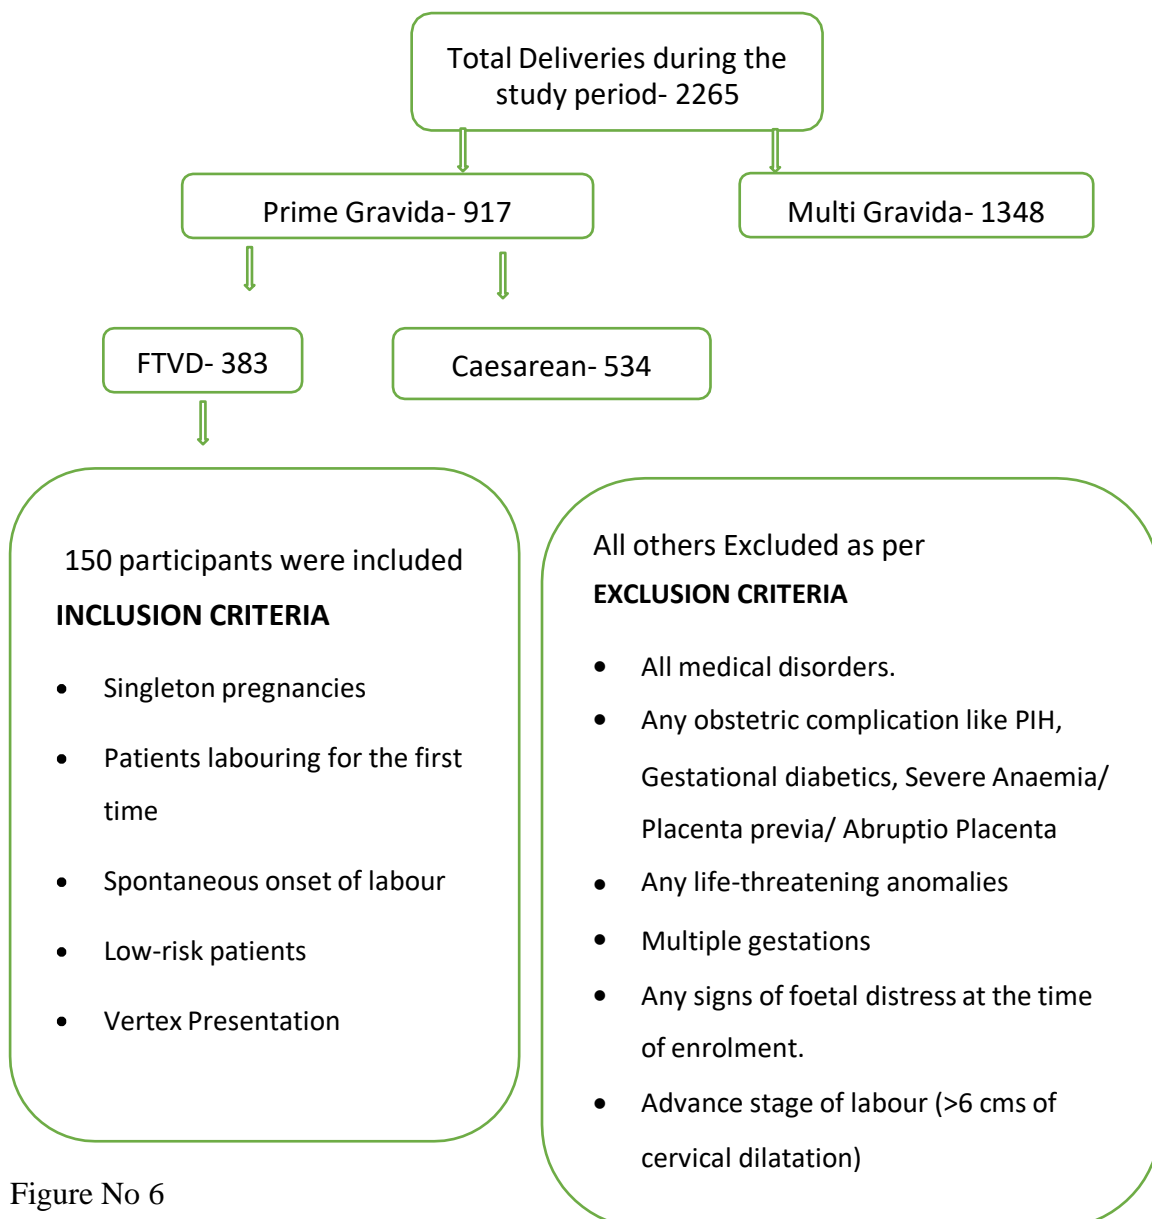 Total Deliveries during the
study period- 2265
Prime Gravida- 917
Multi Gravida- 1348
FTVD- 383
Caesarean- 534
150 participants were included
INCLUSION CRITERIA
• Singleton pregnancies
• Patients labouring for the first
time
• Spontaneous onset of labour
• Low-risk patients
• Vertex Presentation
All others Excluded as per
EXCLUSION CRITERIA
• All medical disorders.
• Any obstetric complication like PIH,
Gestational diabetics, Severe Anaemia/
Placenta previa/ Abruptio Placenta
• Any life-threatening anomalies
• Multiple gestations
• Any signs of foetal distress at the time
of enrolment.
• Advance stage of labour (>6 cms of
cervical dilatation)
Figure No 6